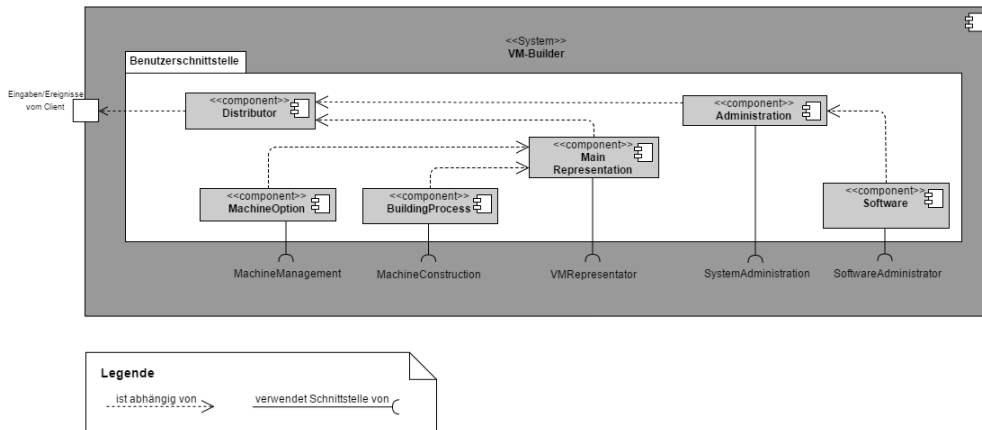 <<System>>
VM-Builder
Benutzerschnittstelle
Eingaben/Ereignisse
vom Client
<<component>>
Distributor
<<component>>
Administration
<<component>>
Main
Representation
<<component>>
MachineOption
<<component>>
BuildingProcess
<<component>>
Software
MachineManagement
MachineConstruction
VMRepresentator
SystemAdministration
SoftwareAdministrator
Legende
ist abhängig von
verwendet Schnittstelle von